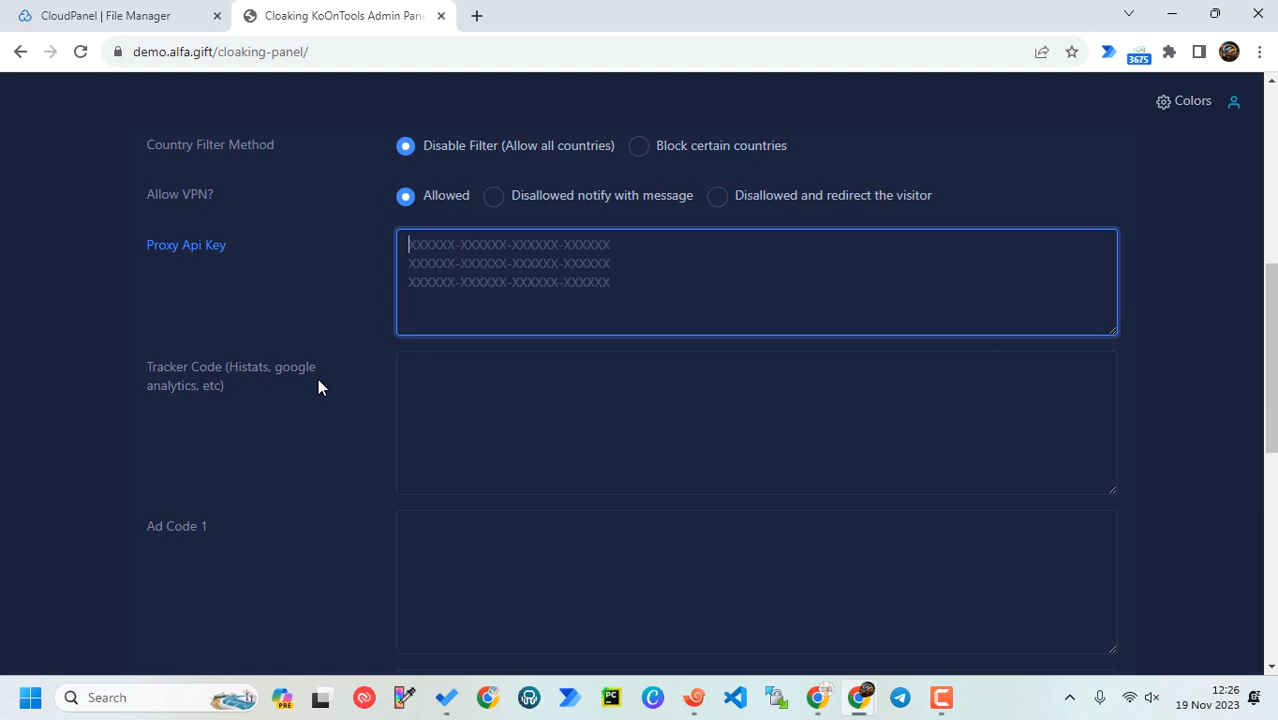 CloudPanel | File Manager
Cloaking KoOnTools Admin Pan
demo.alfa.gift/cloaking-panel/
3675
Colors
Country Filter Method
Disable Filter (Allow all countries)
Block certain countries
Allow VPN?
Allowed
Disallowed notify with message
Disallowed and redirect the visitor
Proxy Api Key
XXXXXX-XXXXXX-XXXXXX-XXXXXX
XXXXXX-XXXXXX-XXXXXX-XXXXXX
XXXXXX-XXXXXX-XXXXXX-XXXXXX
Tracker Code (Histats, google
analytics, etc)
Ad Code 1
Search
PRE
PC
12:26
19 Nov 2023